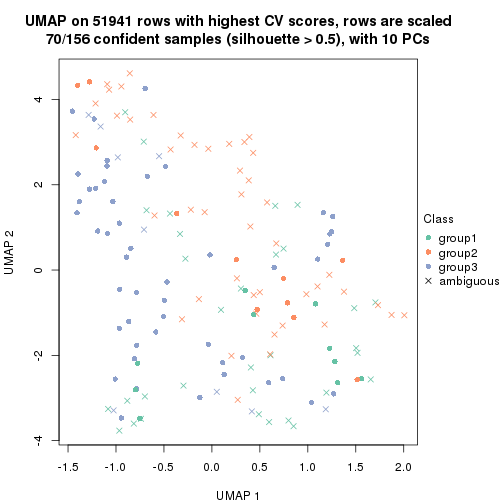 UMAP on 51941 rows with highest CV scores, rows are scaled
70/156 confident samples (silhouette > 0.5), with 10 PCs
4
2
0
-2
-4
UMAP 2
-1.5 -1.0 -0.5 0.0 0.5 1.0 1.5 2.0
UMAP 1
Class
group1
group2
group3
ambiguous